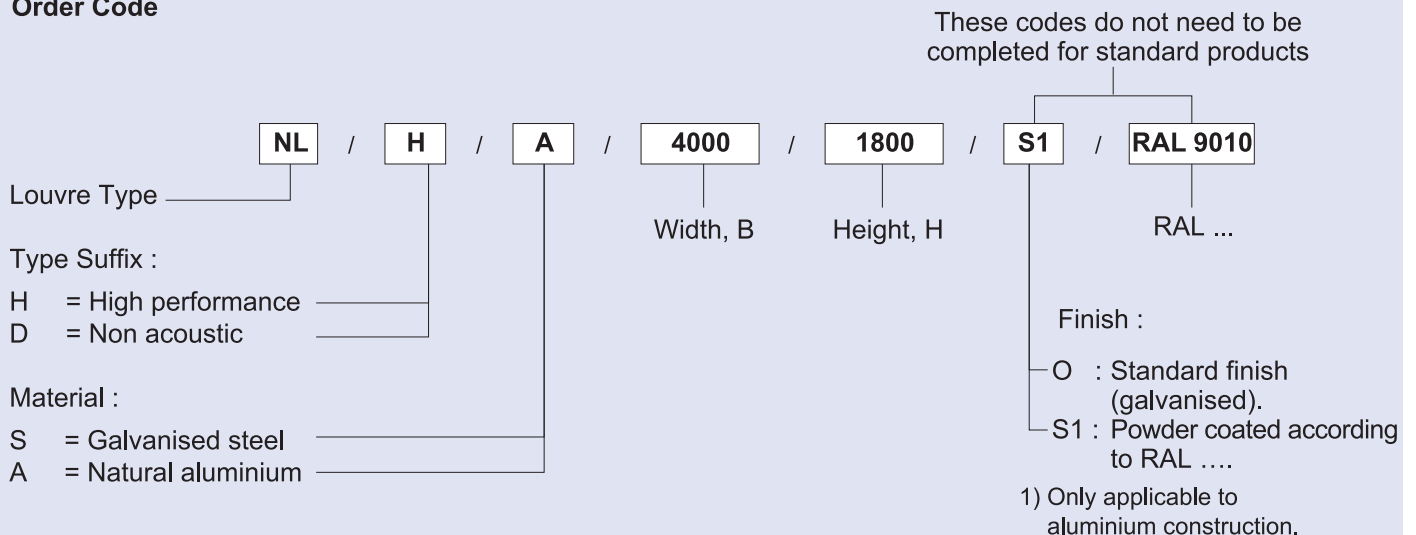 Order Code
These codes do not need to be
completed for standard products
NL / H / A / 4000 / 1800 / S1 / RAL 9010
Louvre Type
Width, B
Height, H
RAL ...
Type Suffix :
H = High performance
D = Non acoustic
Material :
S = Galvanised steel
A = Natural aluminium
Finish :
O : Standard finish
(galvanised).
S1 : Powder coated according
to RAL ....
1) Only applicable to
aluminium construction.